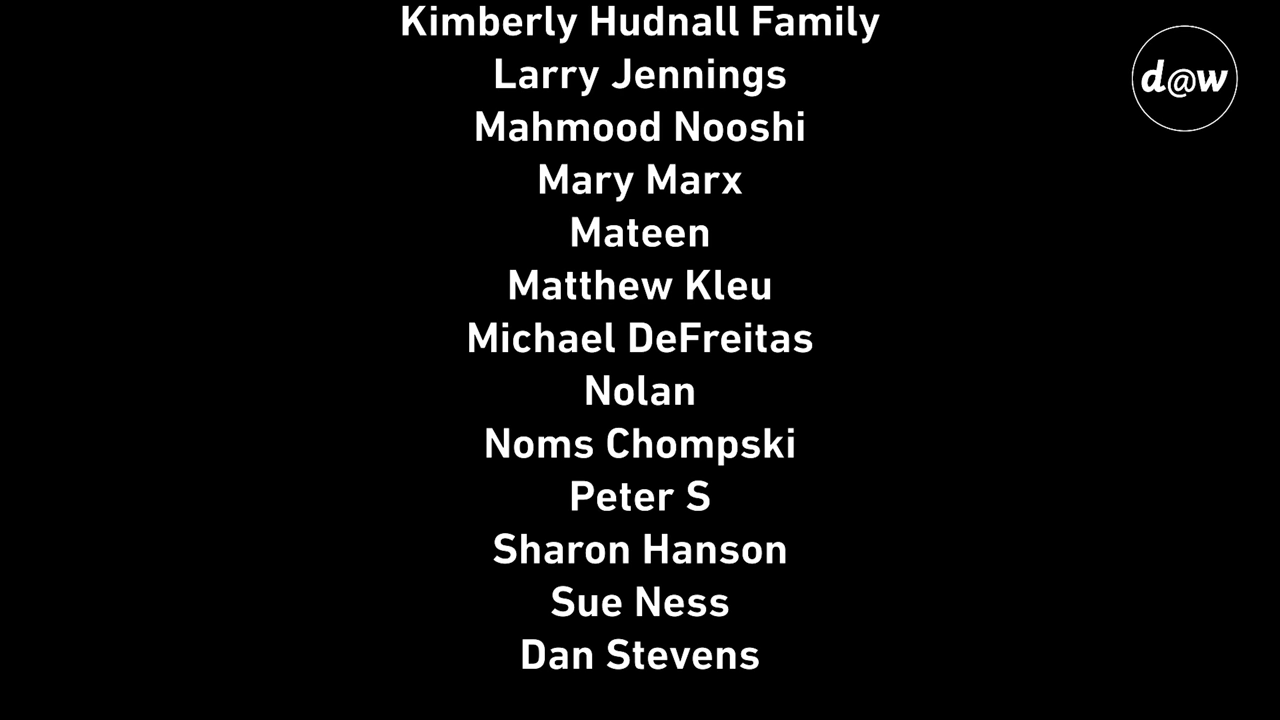 Kimberly Hudnall Family
d@w
Larry Jennings
Mahmood Nooshi
Mary Marx
Mateen
Matthew Kleu
Michael DeFreitas
Nolan
Noms Chompski
Peter S
Sharon Hanson
Sue Ness
Dan Stevens